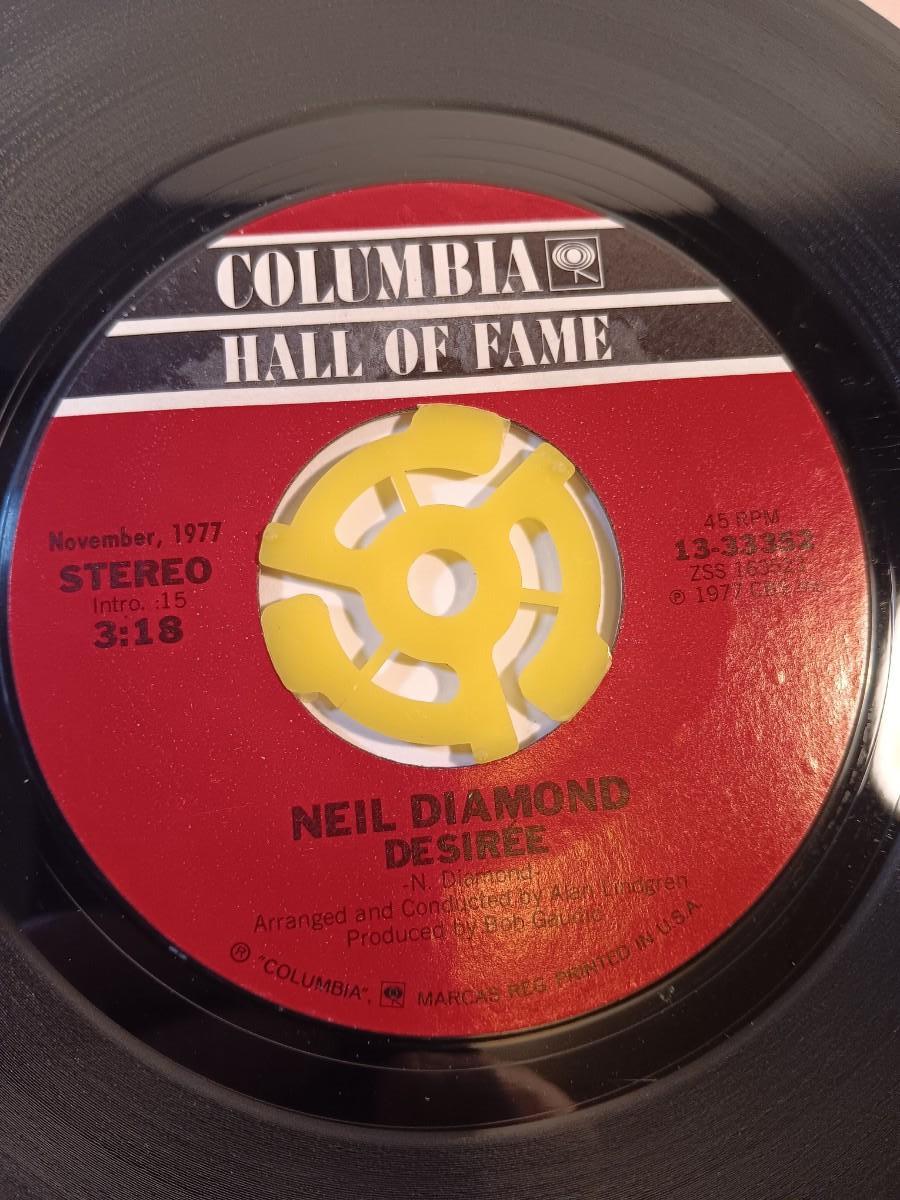 COLUMBIA
HALL OF FAME
November, 1977
STEREO
Intro. :15
3:18
45 RPM
13-33352
ZSS
℗ 1977 CBS Inc.
NEIL DIAMOND
DESIRÉE
-N. Diamond-
Arranged and Conducted by Alan Lindgren
Produced by Bob Gaudio
® "COLUMBIA", MARCAS REG. PRINTED IN U.S.A.